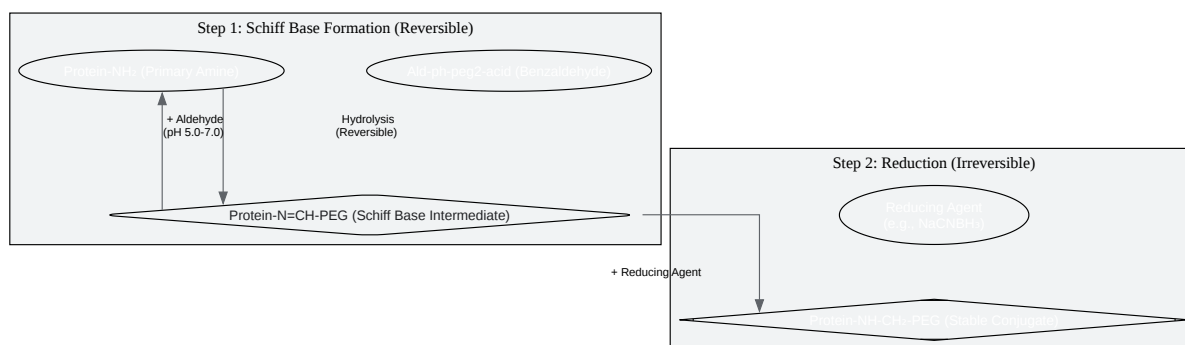 Step 1: Schiff Base Formation (Reversible)
Protein-NH₂ (Primary Amine)
Ald-ph-peg2-acid (Benzaldehyde)
+ Aldehyde
(pH 5.0-7.0)
Hydrolysis
(Reversible)
Protein-N=CH-PEG (Schiff Base Intermediate)
Step 2: Reduction (Irreversible)
Reducing Agent
(e.g., NaCNBH₃)
+ Reducing Agent
Protein-NH-CH₂-PEG (Stable Conjugate)